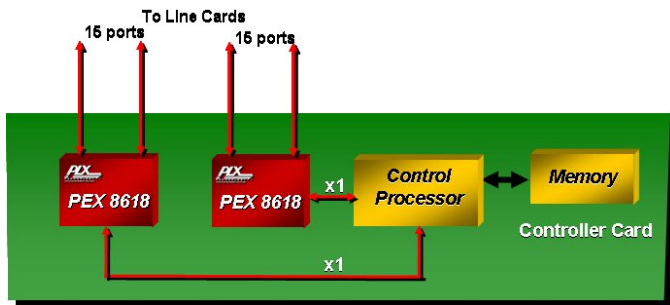 To Line Cards
15 ports
15 ports
PLX
PEX 8618
PLX
PEX 8618
x1
Control
Processor
Memory
Controller Card
x1